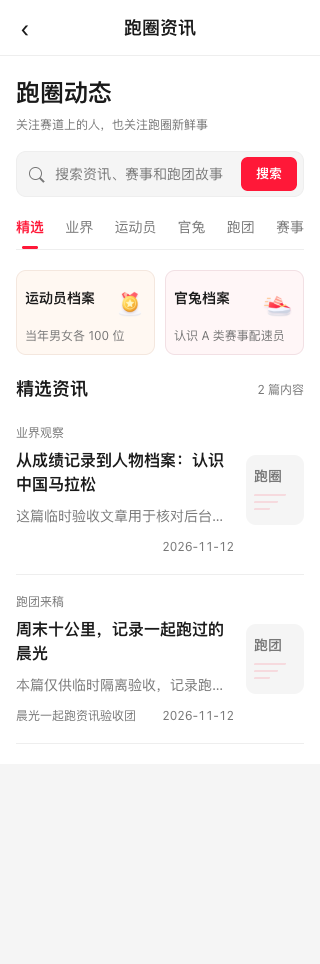 跑圈资讯
跑圈动态
关注赛道上的人，也关注跑圈新鲜事
搜索资讯、赛事和跑团故事
搜索
精选 业界 运动员 官兔 跑团 赛事
运动员档案
当年男女各 100 位
官兔档案
认识 A 类赛事配速员
精选资讯
2 篇内容
业界观察
从成绩记录到人物档案：认识
中国马拉松
这篇临时验收文章用于核对后台...
2026-11-12
跑圈
跑团来稿
周末十公里，记录一起跑过的
晨光
本篇仅供临时隔离验收，记录跑...
晨光一起跑资讯验收团 2026-11-12
跑团